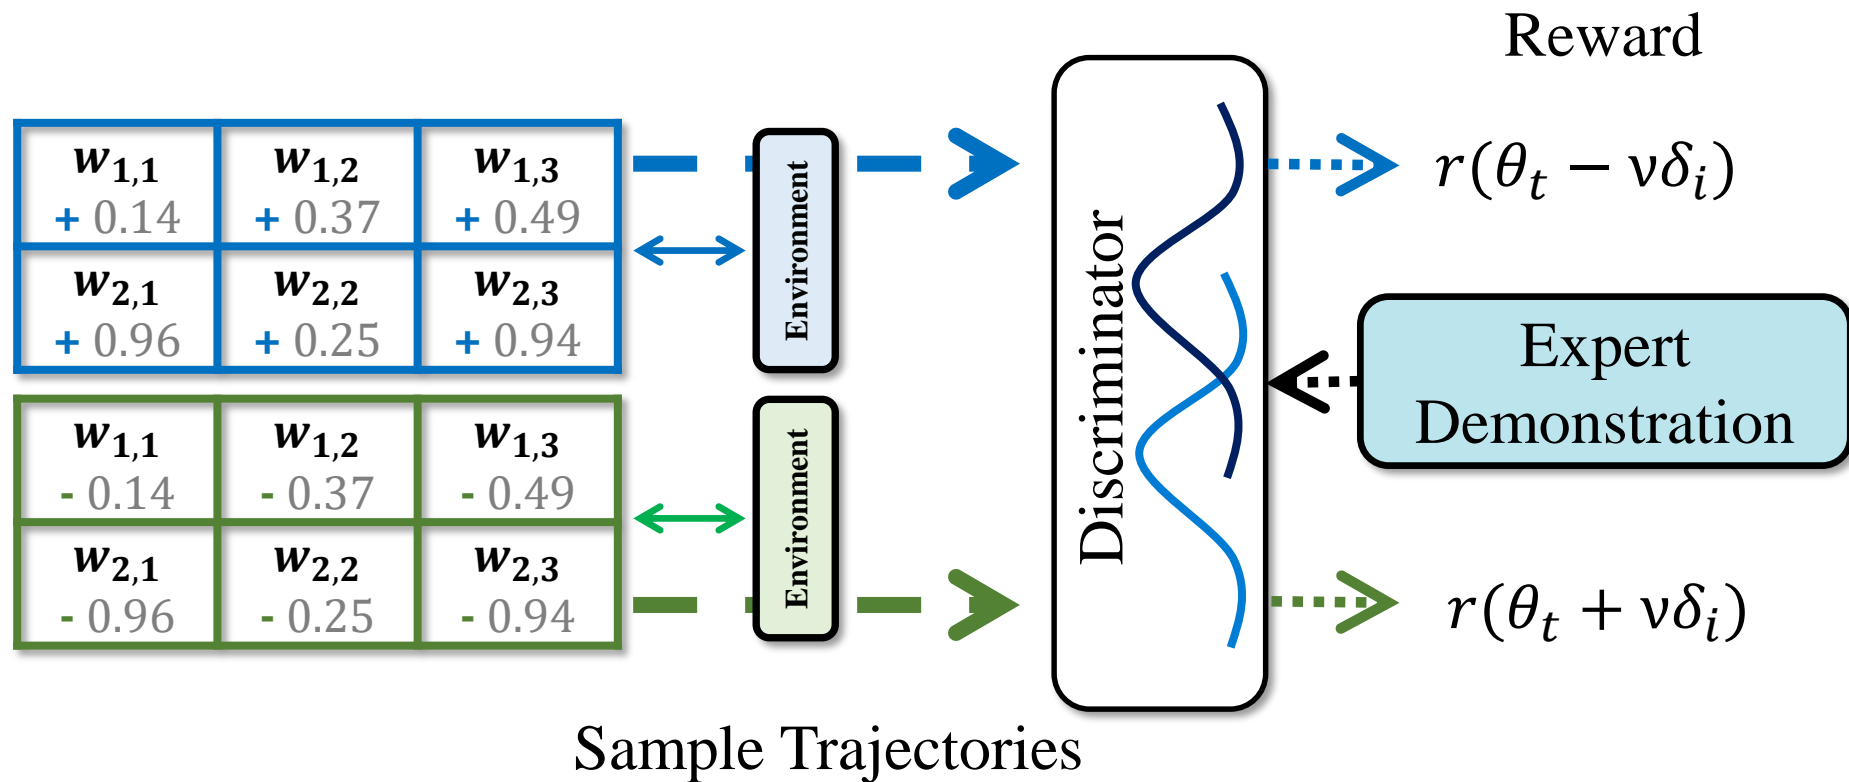 Reward
w1,1 w1,2 w1,3
+ 0.14 + 0.37 + 0.49
w2,1 w2,2 w2,3
+ 0.96 + 0.25 + 0.94
Environment
r(θt − νδi)
w1,1 w1,2 w1,3
- 0.14 - 0.37 - 0.49
w2,1 w2,2 w2,3
- 0.96 - 0.25 - 0.94
Environment
Discriminator
Expert
Demonstration
r(θt + νδi)
Sample Trajectories